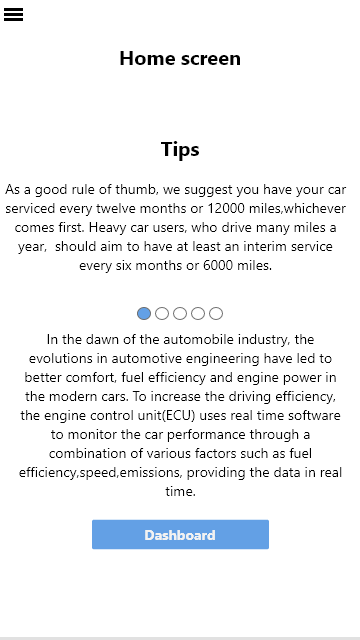 Home screen
Tips
As a good rule of thumb, we suggest you have your car
serviced every twelve months or 12000 miles,whichever
comes first. Heavy car users, who drive many miles a
year,  should aim to have at least an interim service
every six months or 6000 miles.
In the dawn of the automobile industry, the
evolutions in automotive engineering have led to
better comfort, fuel efficiency and engine power in
the modern cars. To increase the driving efficiency,
the engine control unit(ECU) uses real time software
to monitor the car performance through a
combination of various factors such as fuel
efficiency,speed,emissions, providing the data in real
time.
Dashboard